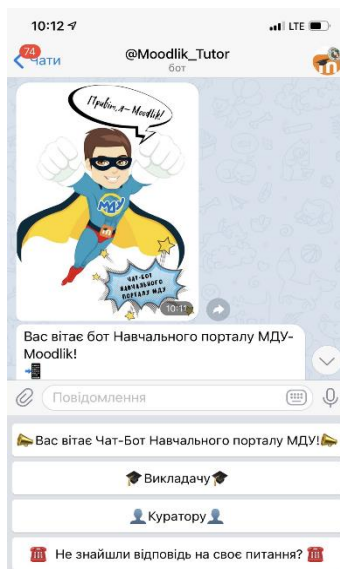 10:12
LTE
74
Чати
@Moodlik_Tutor
бот
Привіт, я - Moodlik!
МДУ
ЧАТ-БОТ
НАВЧАЛЬНОГО
ПОРТАЛУ МДУ
10:11
Вас вітає бот Навчального порталу МДУ-
Moodlik!
Повідомлення
Вас вітає Чат-Бот Навчального порталу МДУ!
Викладачу
Куратору
Не знайшли відповідь на своє питання?